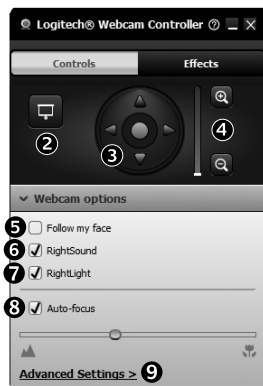 Logitech® Webcam Controller
Controls Effects
2 3 4
Webcam options
5 Follow my face
6 RightSound
7 RightLight
8 Auto-focus
Advanced Settings > 9